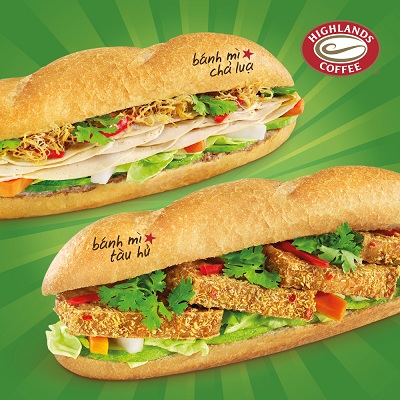 HIGHLANDS
COFFEE
bánh mì
chả lụa
bánh mì
tàu hủ